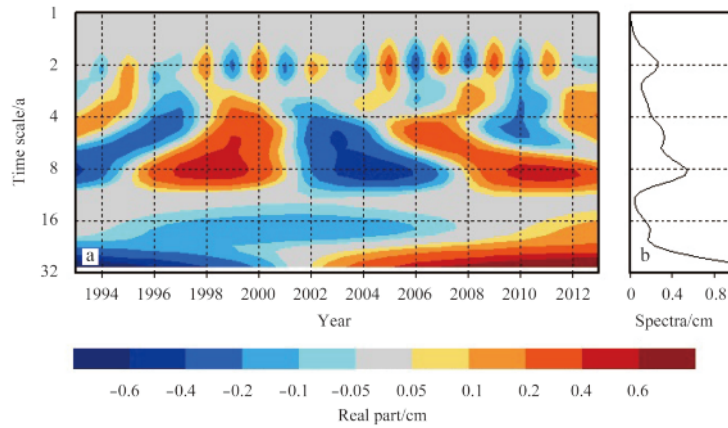 1
2
4
8
16
32
Time scale/a
a
1994 1996 1998 2000 2002 2004 2006 2008 2010 2012
Year
b
0 0.4 0.8
Spectra/cm
−0.6 −0.4 −0.2 −0.1 −0.05 0.05 0.1 0.2 0.4 0.6
Real part/cm